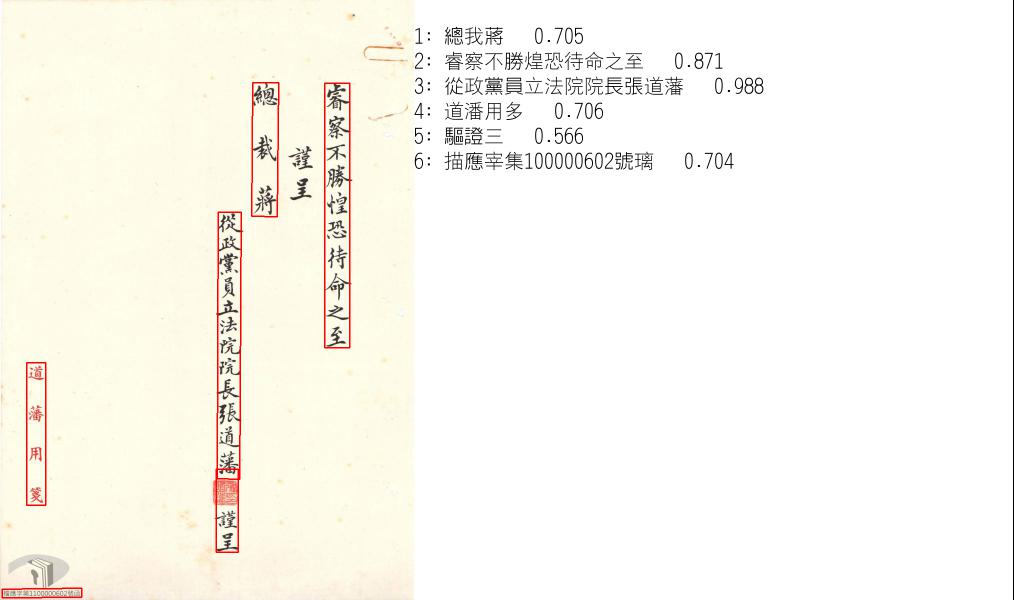 睿察不勝惶恐待命之至
謹呈
總裁蔣
從政黨員立法院院長張道藩
謹呈
道藩用箋
1: 總我蔣 0.705
2: 睿察不勝煌恐待命之至 0.871
3: 從政黨員立法院院長張道藩 0.988
4: 道潘用多 0.706
5: 驅證三 0.566
6: 描應宰集100000602號璃 0.704